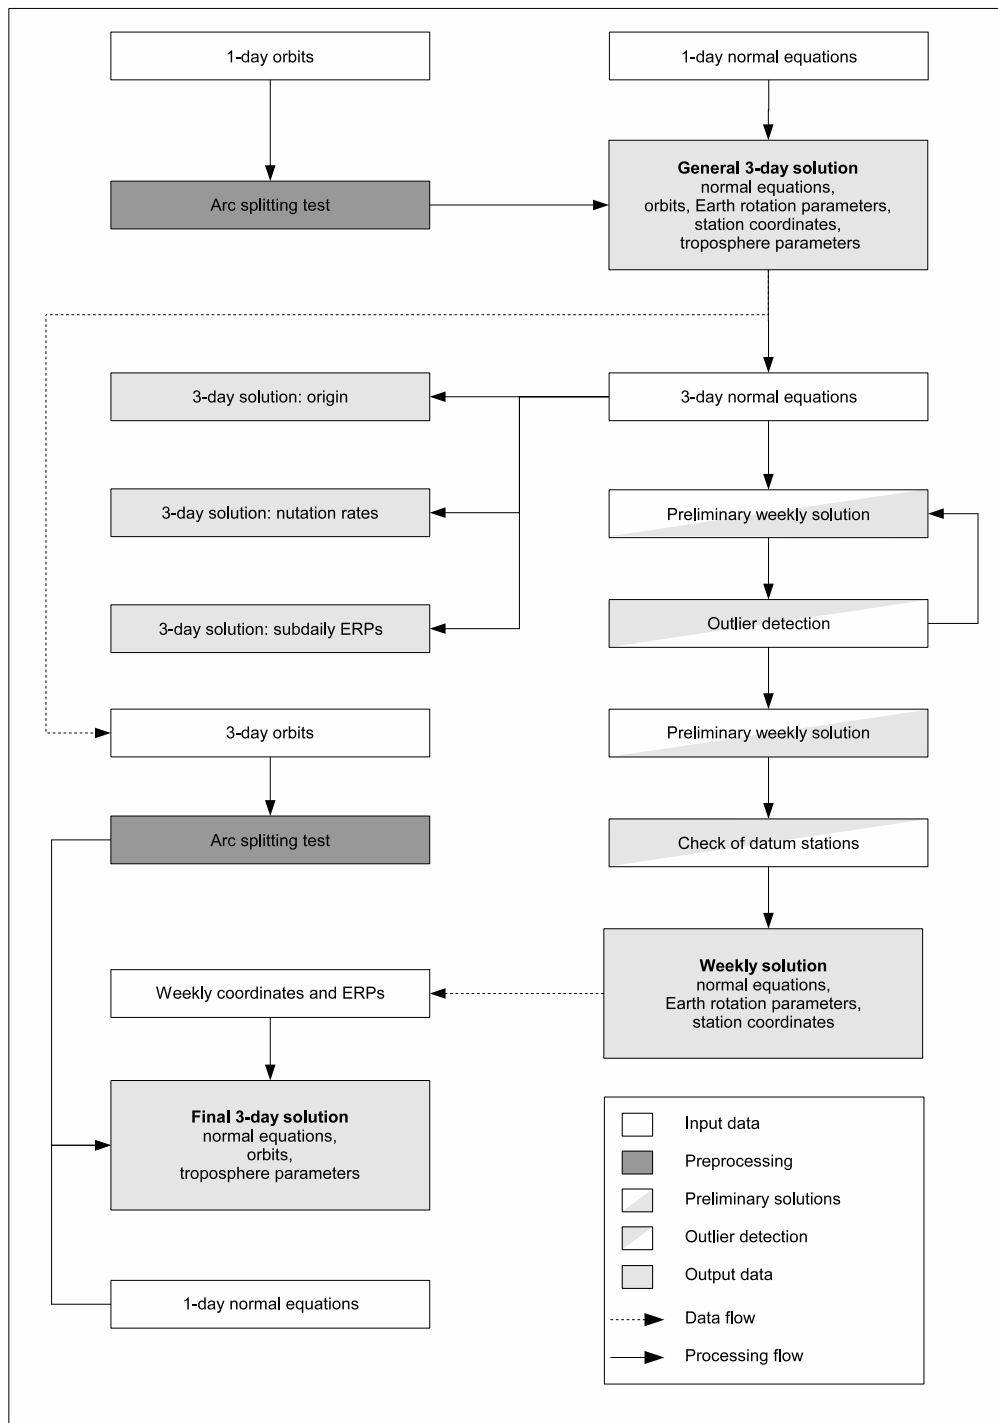 1-day orbits
1-day normal equations
Arc splitting test
General 3-day solution
normal equations,
orbits, Earth rotation parameters,
station coordinates,
troposphere parameters
3-day solution: origin
3-day normal equations
3-day solution: nutation rates
Preliminary weekly solution
3-day solution: subdaily ERPs
Outlier detection
3-day orbits
Preliminary weekly solution
Arc splitting test
Check of datum stations
Weekly coordinates and ERPs
Weekly solution
normal equations,
Earth rotation parameters,
station coordinates
Final 3-day solution
normal equations,
orbits,
troposphere parameters
1-day normal equations
Input data
Preprocessing
Preliminary solutions
Outlier detection
Output data
Data flow
Processing flow